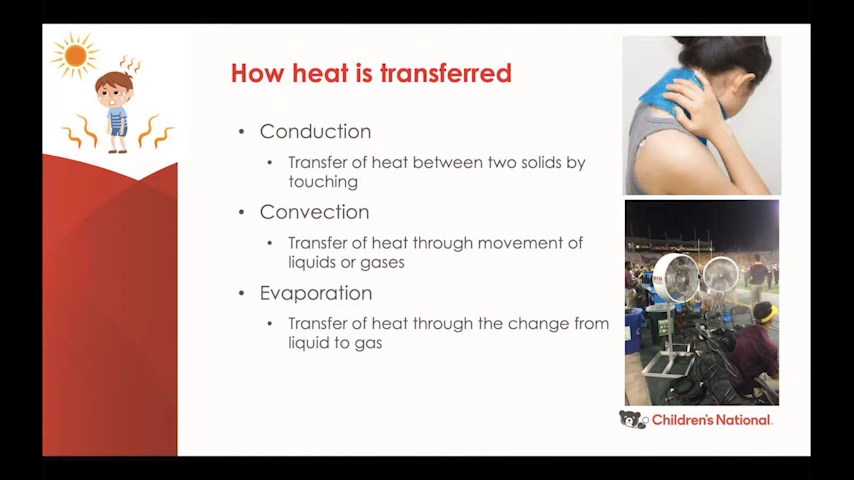 How heat is transferred
• Conduction
• Transfer of heat between two solids by
touching
• Convection
• Transfer of heat through movement of
liquids or gases
• Evaporation
• Transfer of heat through the change from
liquid to gas
Children's National